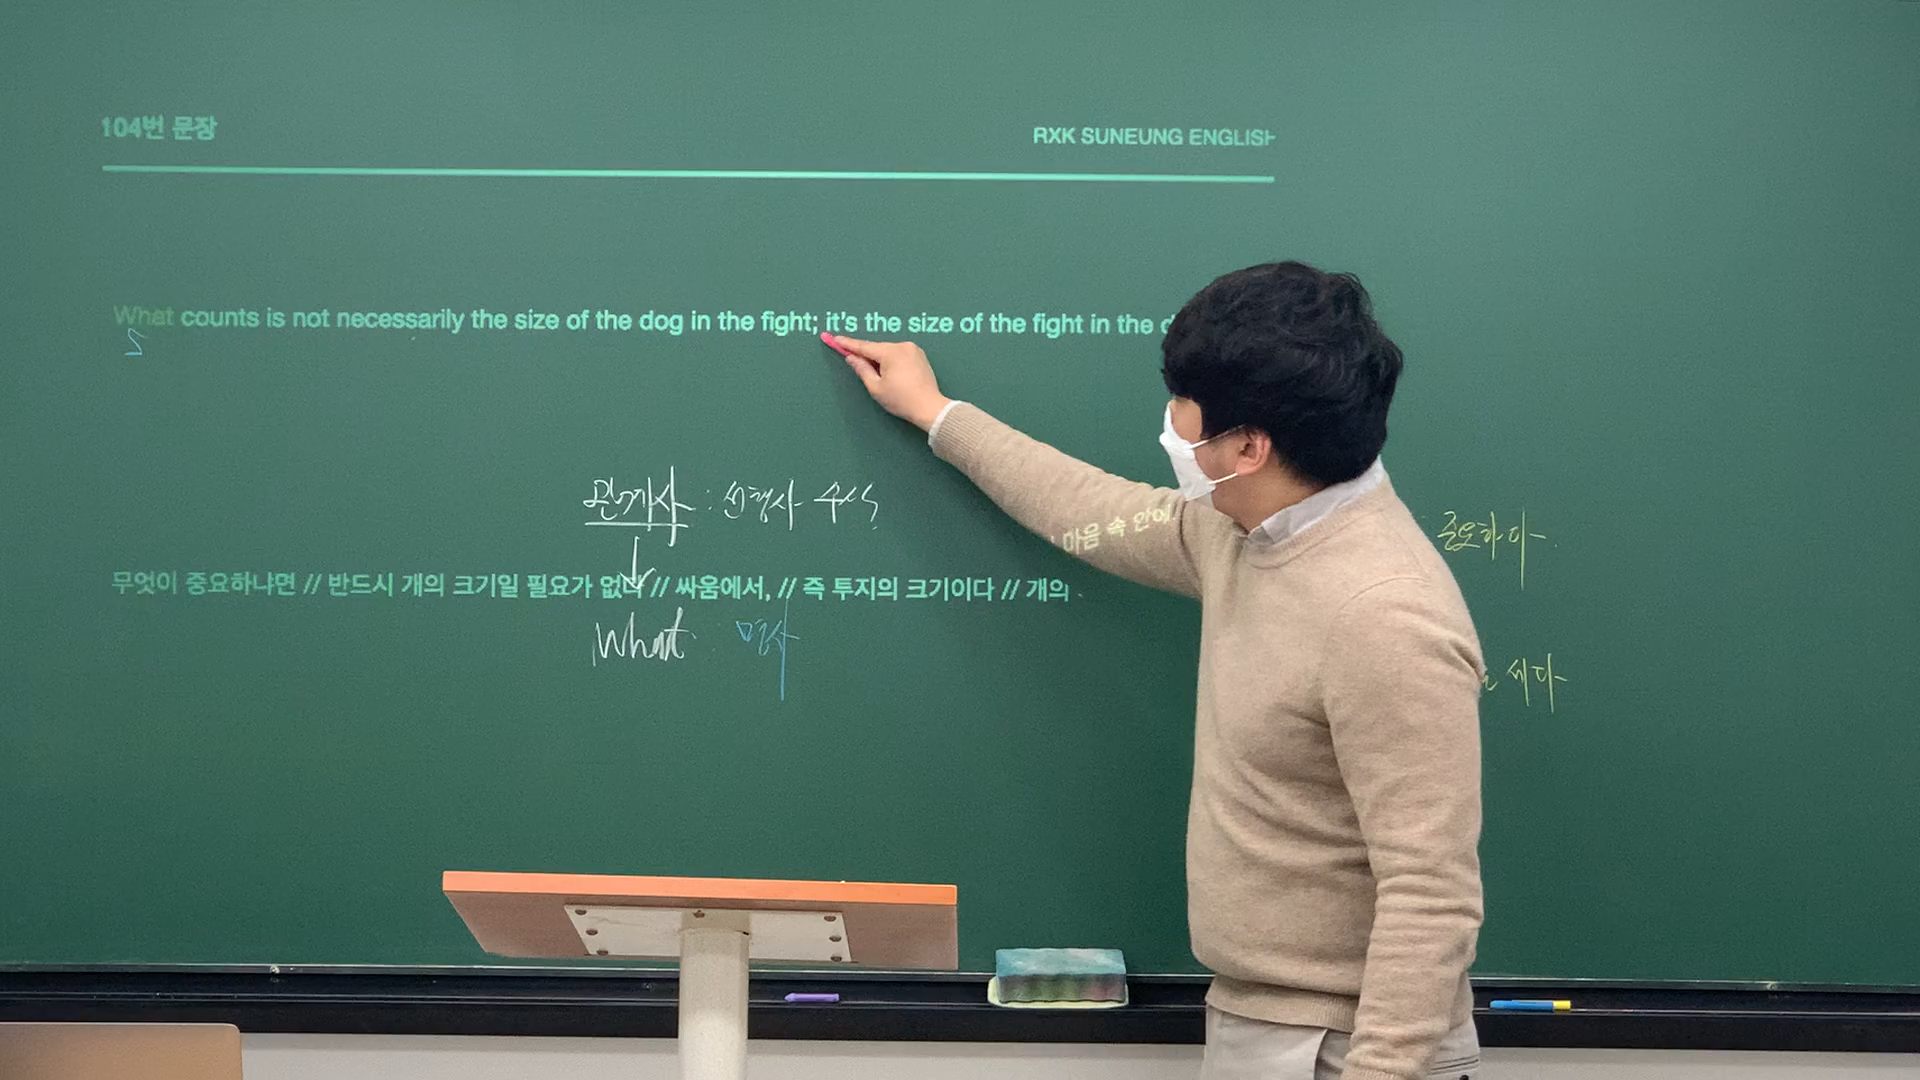 104번 문장
RXK SUNEUNG ENGLISH
What counts is not necessarily the size of the dog in the fight; it's the size of the fight in the
S
관계사 : 선행사 수식
마음 속 안에
중요하다
무엇이 중요하냐면 // 반드시 개의 크기일 필요가 없다 // 싸움에서, // 즉 투지의 크기이다 // 개의
What : 명사
세다